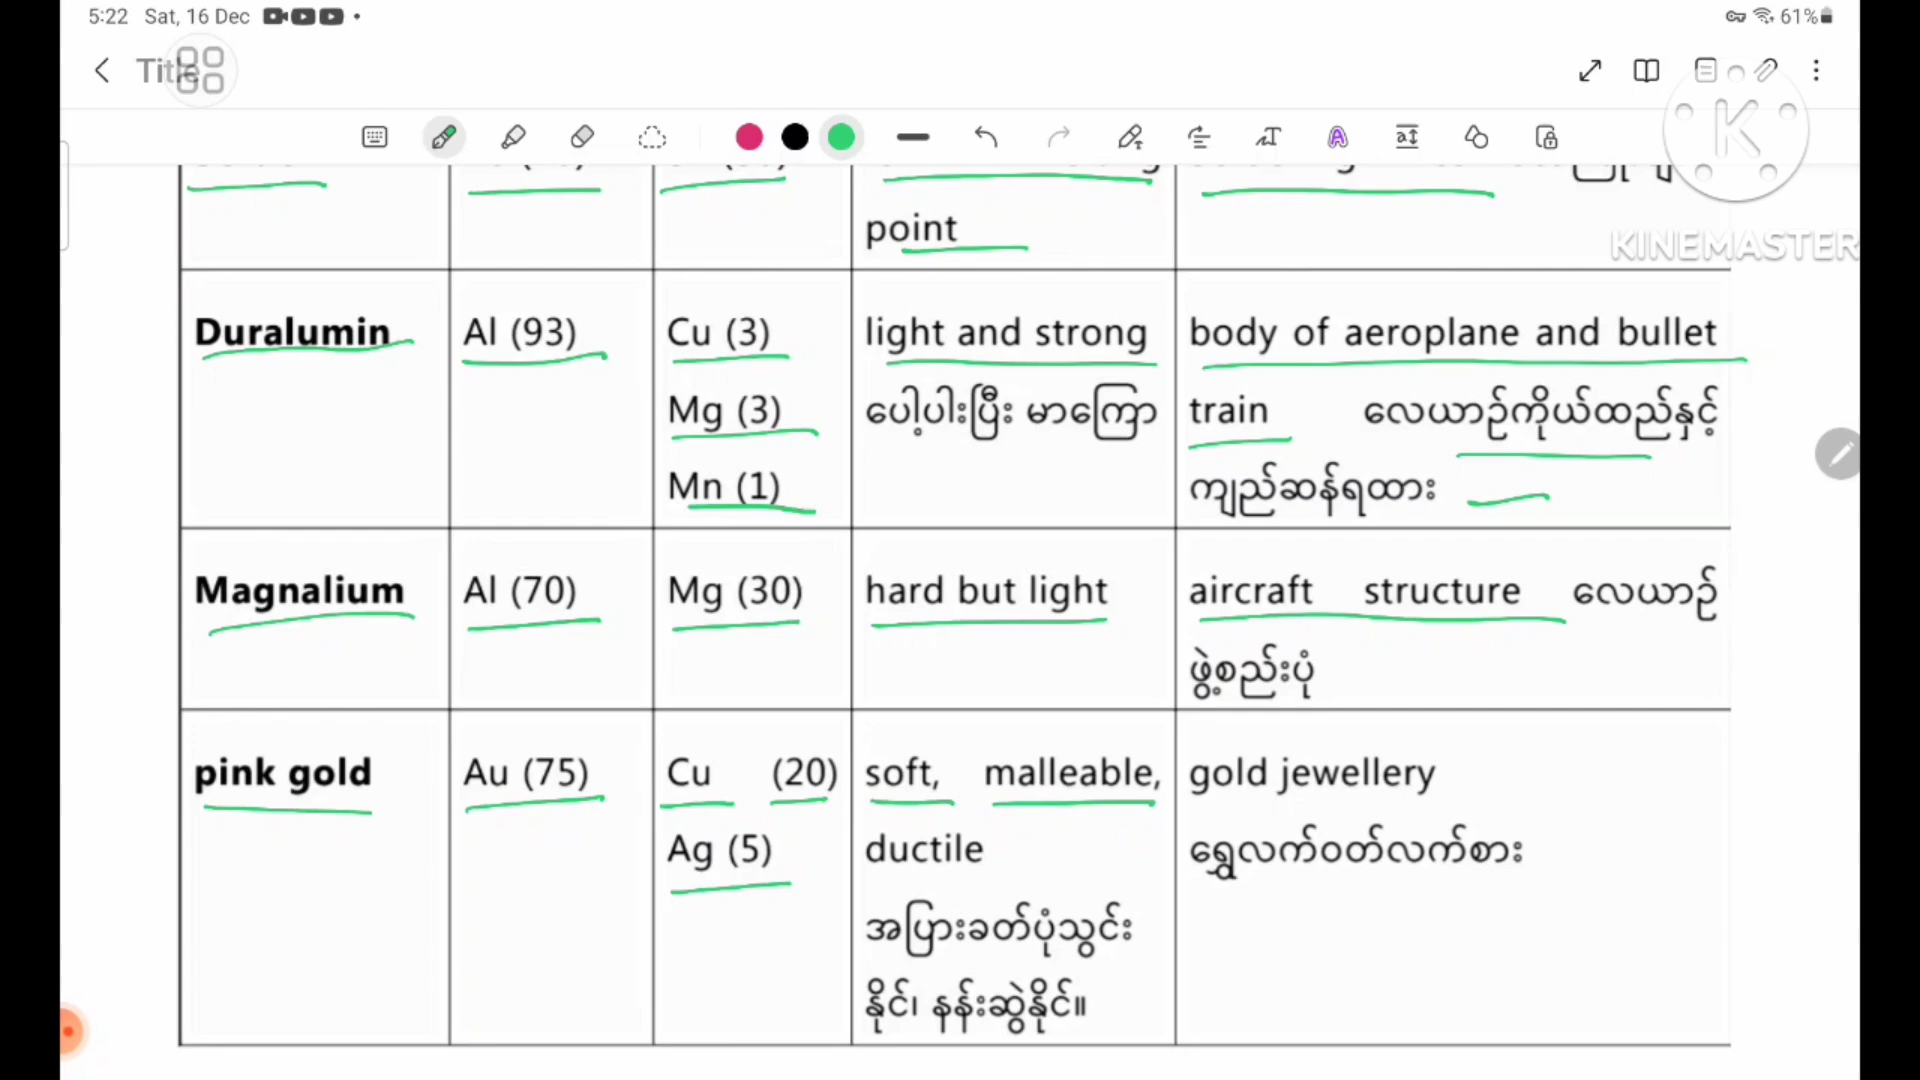 5:22 Sat, 16 Dec
61%
Title
K
KINEMASTER
point
Duralumin Al (93) Cu (3) light and strong body of aeroplane and bullet
Mg (3) ပေါ့ပါးပြီး မာကြော train လေယာဉ်ကိုယ်ထည်နှင့်
Mn (1) ကျည်ဆန်ရထား
Magnalium Al (70) Mg (30) hard but light aircraft structure လေယာဉ်
ဖွဲ့စည်းပုံ
pink gold Au (75) Cu (20) soft, malleable, gold jewellery
Ag (5) ductile ရွှေလက်ဝတ်လက်စား
အပြားခတ်ပုံသွင်း
နိုင်၊ နန်းဆွဲနိုင်။